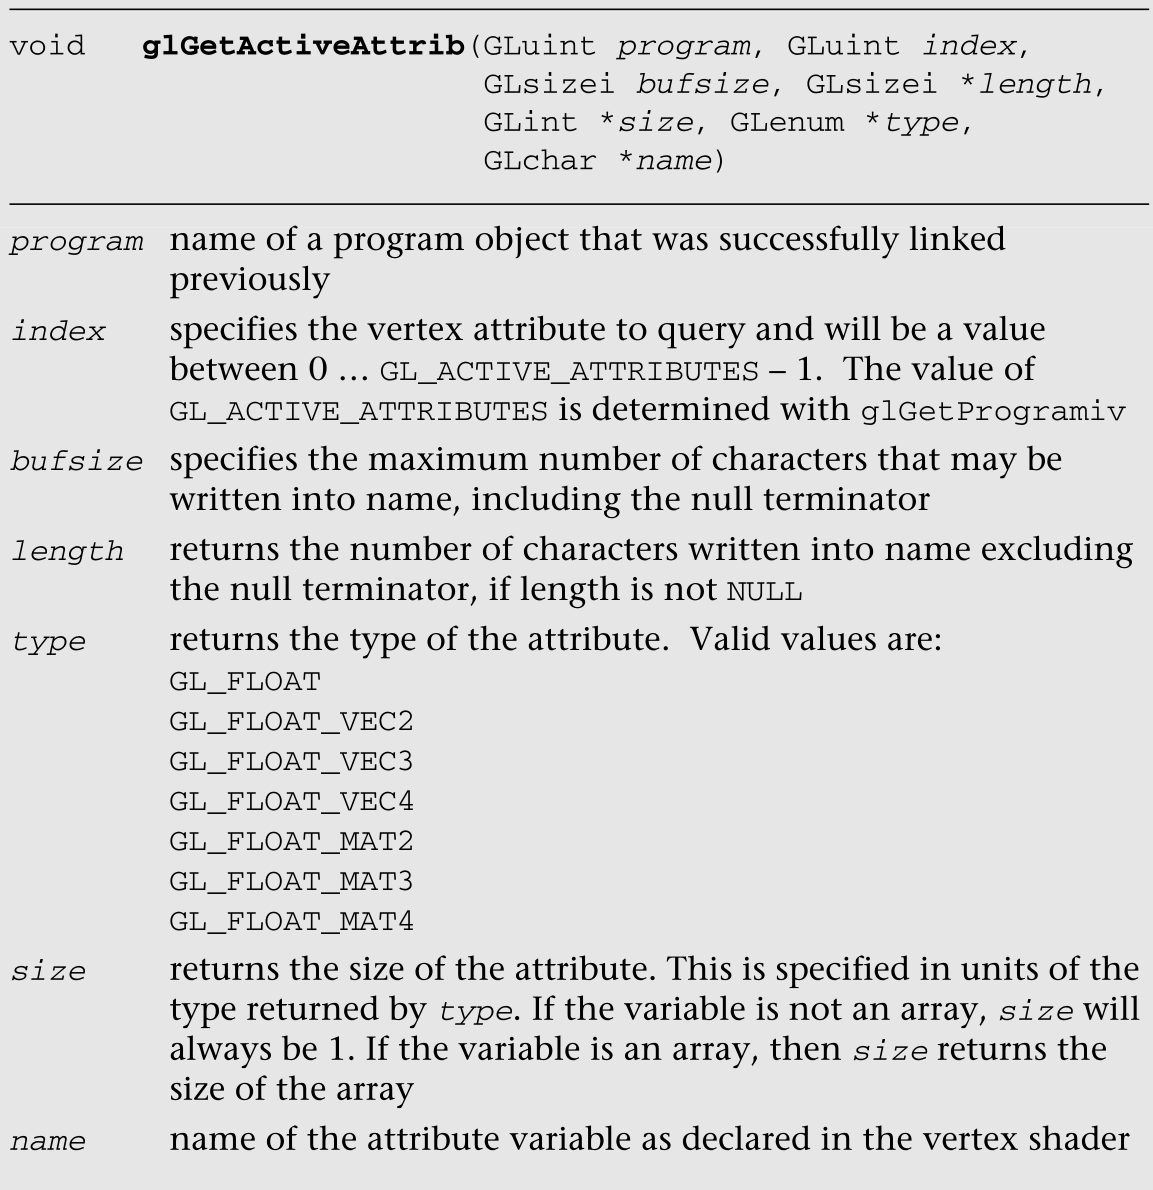 void glGetActiveAttrib(GLuint program, GLuint index,
GLsizei bufsize, GLsizei *length,
GLint *size, GLenum *type,
GLchar *name)
program name of a program object that was successfully linked
previously
index specifies the vertex attribute to query and will be a value
between 0 … GL_ACTIVE_ATTRIBUTES – 1. The value of
GL_ACTIVE_ATTRIBUTES is determined with glGetProgramiv
bufsize specifies the maximum number of characters that may be
written into name, including the null terminator
length returns the number of characters written into name excluding
the null terminator, if length is not NULL
type returns the type of the attribute. Valid values are:
GL_FLOAT
GL_FLOAT_VEC2
GL_FLOAT_VEC3
GL_FLOAT_VEC4
GL_FLOAT_MAT2
GL_FLOAT_MAT3
GL_FLOAT_MAT4
size returns the size of the attribute. This is specified in units of the
type returned by type. If the variable is not an array, size will
always be 1. If the variable is an array, then size returns the
size of the array
name name of the attribute variable as declared in the vertex shader